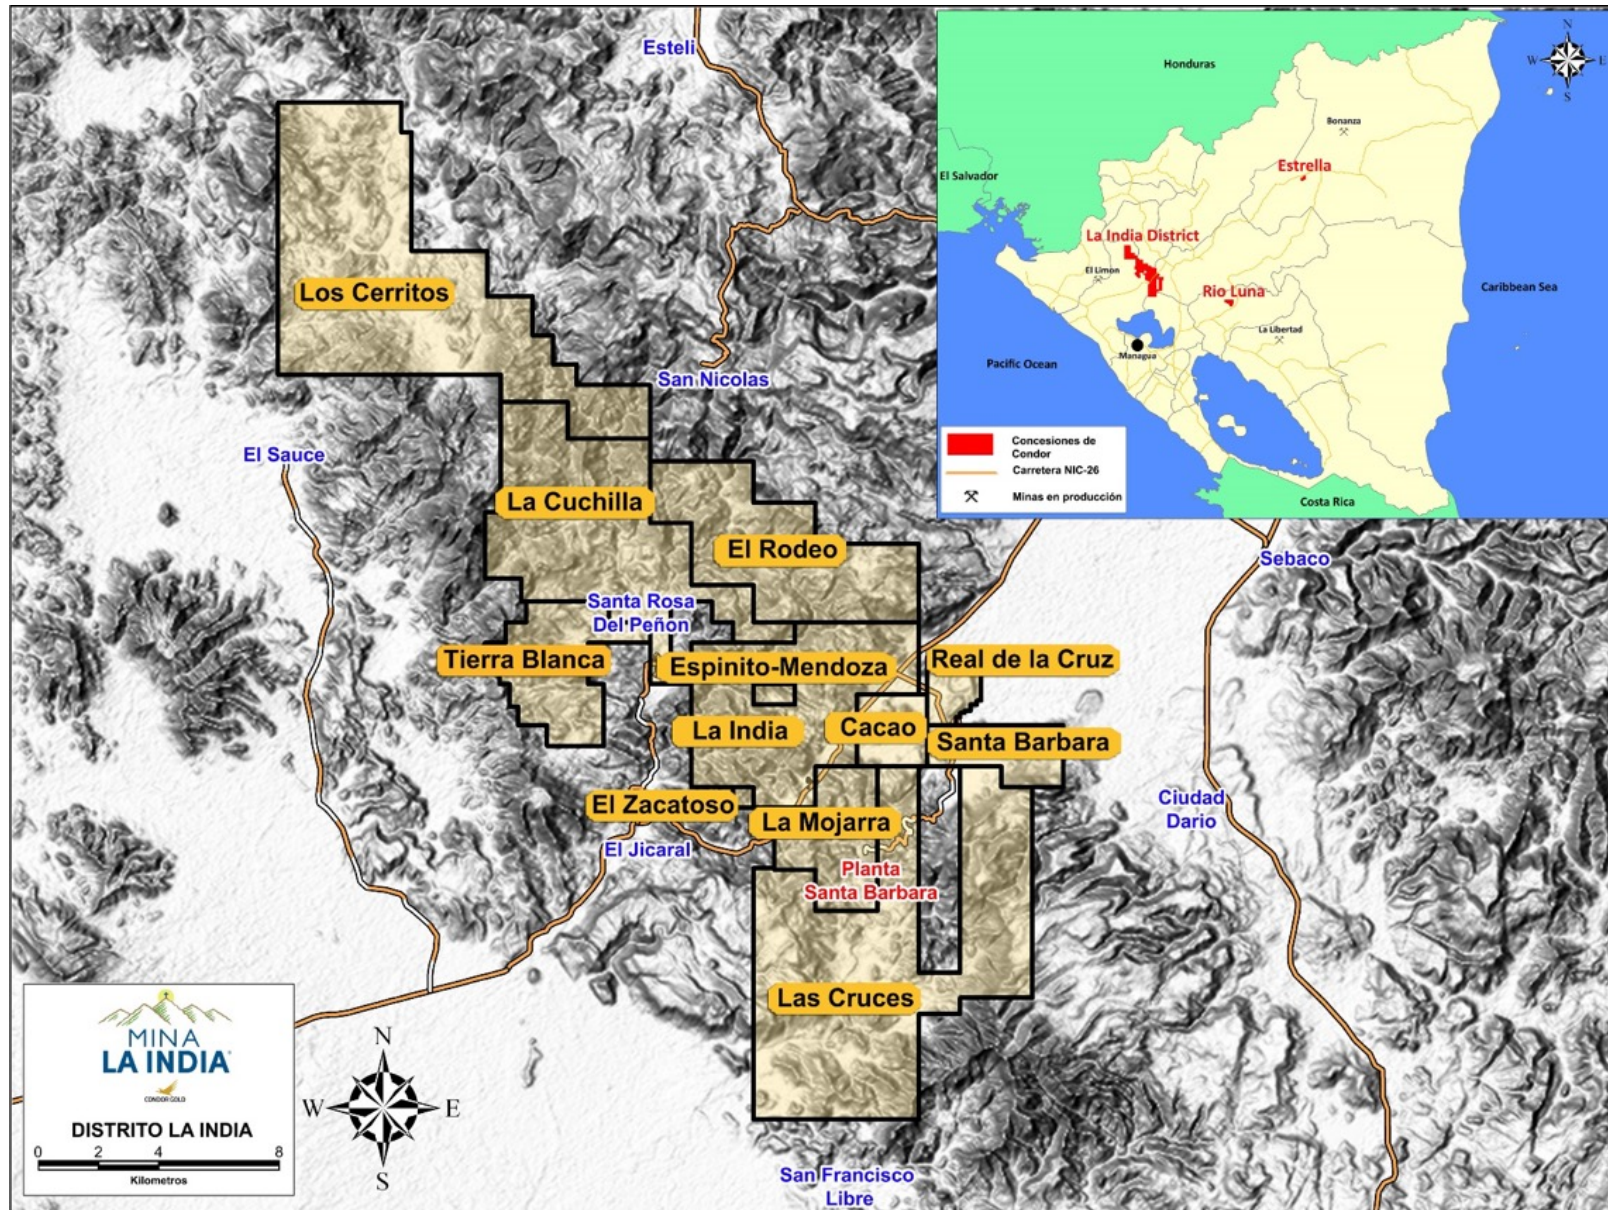 Esteli
Los Cerritos
San Nicolas
El Sauce
La Cuchilla
El Rodeo
Santa Rosa
Del Peñon
Tierra Blanca
Espinito-Mendoza
Real de la Cruz
La India
Cacao
Santa Barbara
El Zacatoso
La Mojarra
El Jicaral
Planta
Santa Barbara
Las Cruces
San Francisco
Libre
Sebaco
Ciudad
Dario
N
W
E
S
Honduras
Bonanza
Estrella
El Salvador
La India District
El Limon
Rio Luna
Caribbean Sea
La Libertad
Managua
Pacific Ocean
Costa Rica
Concesiones de
Condor
Carretera NIC-26
Minas en producción
MINA
LA INDIA
CONDOR GOLD
DISTRITO LA INDIA
0 2 4 8
Kilometros
N
W E
S